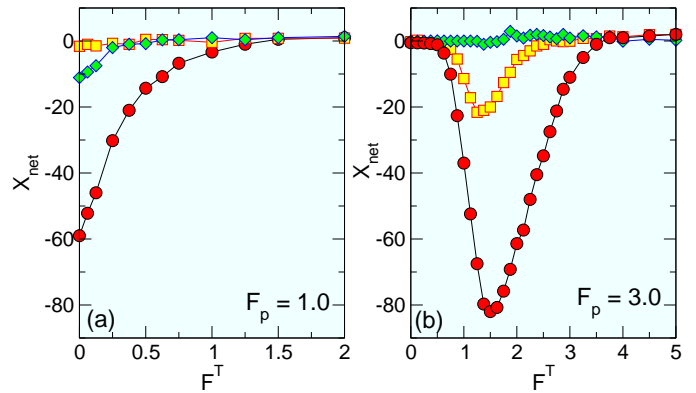 0
-20
-40
-60
-80
X_net
(a)
F_p = 1.0
0 0.5 1 1.5 2
F^T
0
-20
-40
-60
-80
X_net
(b)
F_p = 3.0
0 1 2 3 4 5
F^T